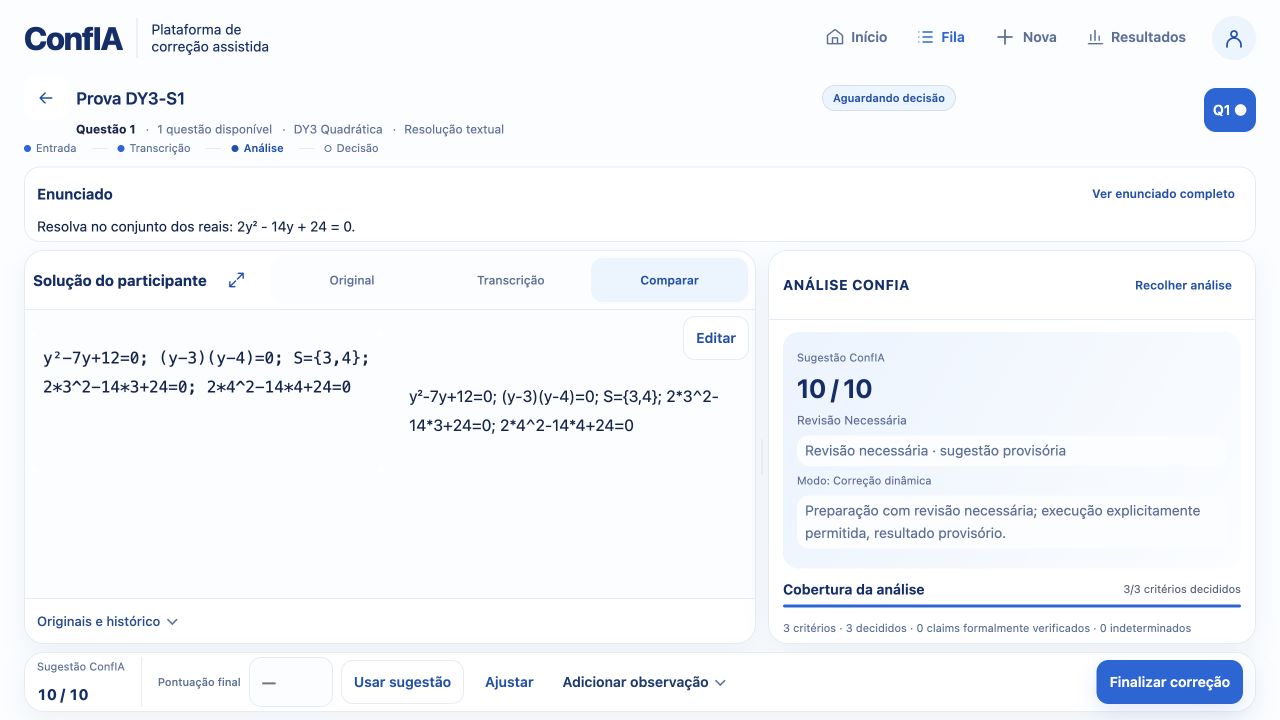 ConfIA
Plataforma de
correção assistida
Início
Fila
Nova
Resultados
Prova DY3-S1
Aguardando decisão
Q1
Questão 1 · 1 questão disponível · DY3 Quadrática · Resolução textual
Entrada
Transcrição
Análise
Decisão
Enunciado
Ver enunciado completo
Resolva no conjunto dos reais: 2y² - 14y + 24 = 0.
Solução do participante
Original
Transcrição
Comparar
Editar
y²-7y+12=0; (y-3)(y-4)=0; S={3,4};
2*3^2-14*3+24=0; 2*4^2-14*4+24=0
y²-7y+12=0; (y-3)(y-4)=0; S={3,4}; 2*3^2-
14*3+24=0; 2*4^2-14*4+24=0
Originais e histórico
ANÁLISE CONFIA
Recolher análise
Sugestão ConfIA
10 / 10
Revisão Necessária
Revisão necessária · sugestão provisória
Modo: Correção dinâmica
Preparação com revisão necessária; execução explicitamente
permitida, resultado provisório.
Cobertura da análise
3/3 critérios decididos
3 critérios · 3 decididos · 0 claims formalmente verificados · 0 indeterminados
Sugestão ConfIA
10 / 10
Pontuação final
—
Usar sugestão
Ajustar
Adicionar observação
Finalizar correção